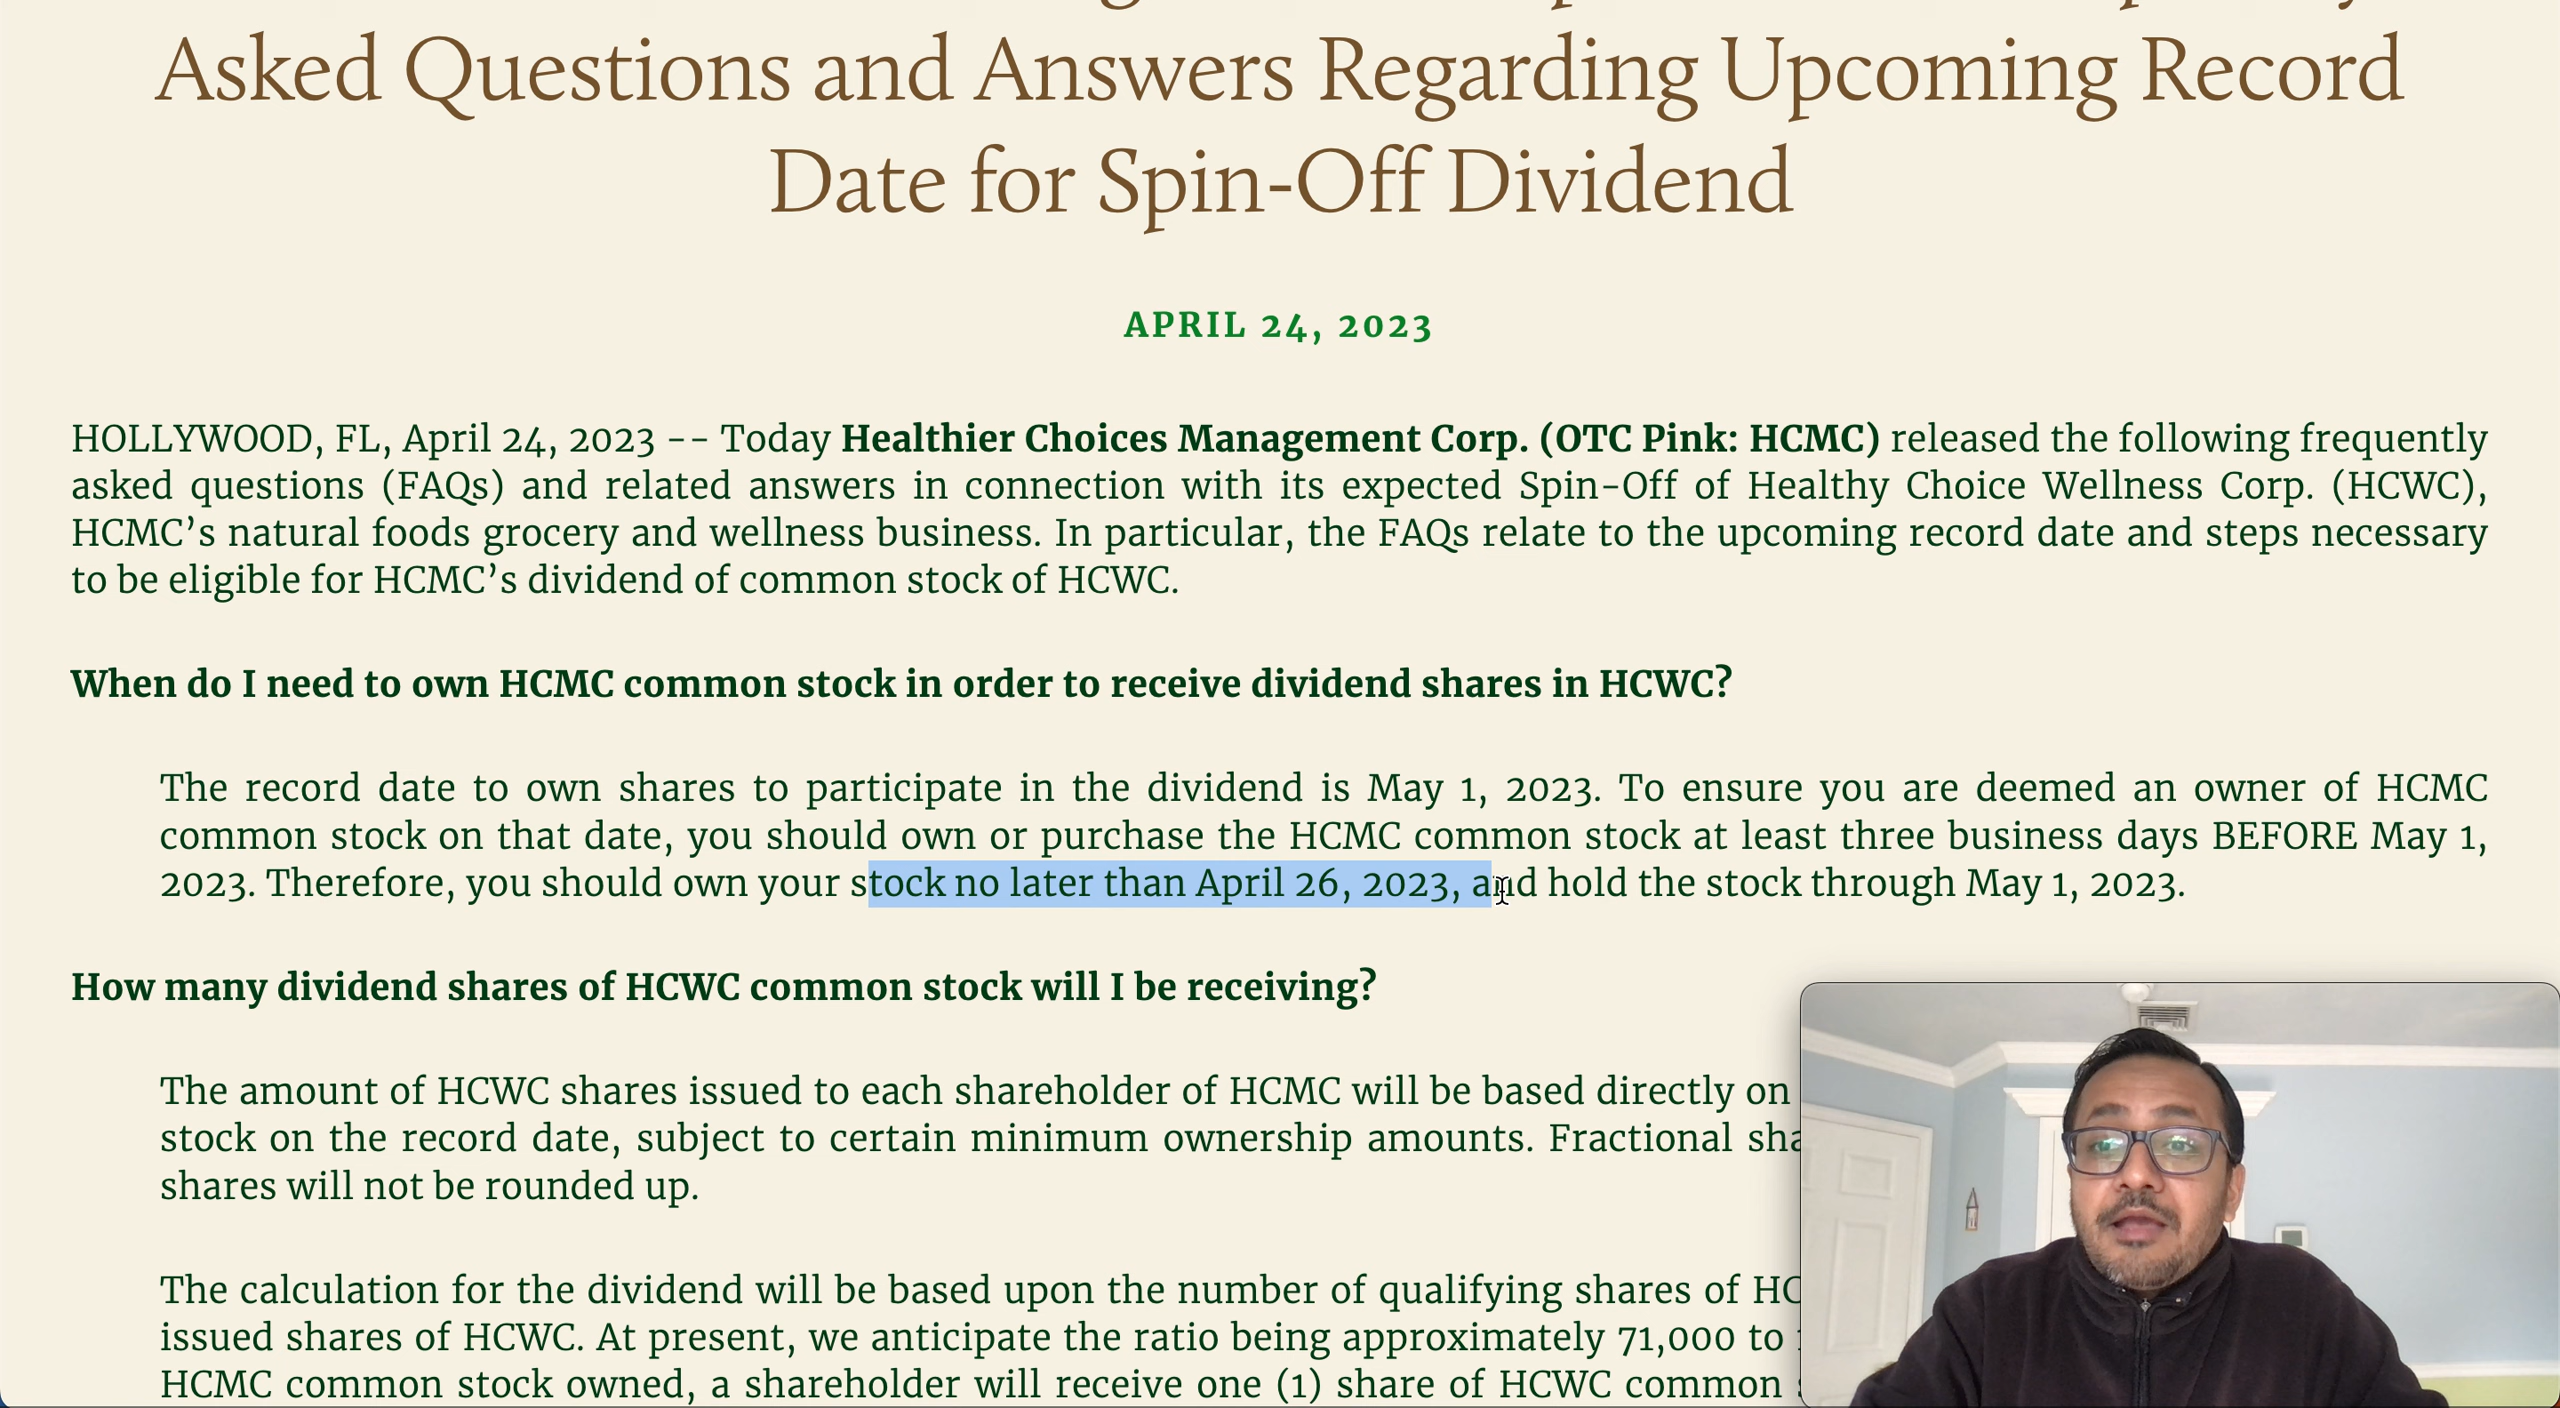 Asked Questions and Answers Regarding Upcoming Record
Date for Spin-Off Dividend
APRIL 24, 2023
HOLLYWOOD, FL, April 24, 2023 -- Today Healthier Choices Management Corp. (OTC Pink: HCMC) released the following frequently
asked questions (FAQs) and related answers in connection with its expected Spin-Off of Healthy Choice Wellness Corp. (HCWC),
HCMC’s natural foods grocery and wellness business. In particular, the FAQs relate to the upcoming record date and steps necessary
to be eligible for HCMC’s dividend of common stock of HCWC.
When do I need to own HCMC common stock in order to receive dividend shares in HCWC?
The record date to own shares to participate in the dividend is May 1, 2023. To ensure you are deemed an owner of HCMC
common stock on that date, you should own or purchase the HCMC common stock at least three business days BEFORE May 1,
2023. Therefore, you should own your stock no later than April 26, 2023, and hold the stock through May 1, 2023.
How many dividend shares of HCWC common stock will I be receiving?
The amount of HCWC shares issued to each shareholder of HCMC will be based directly on
stock on the record date, subject to certain minimum ownership amounts. Fractional
shares will not be rounded up.
The calculation for the dividend will be based upon the number of qualifying shares of
issued shares of HCWC. At present, we anticipate the ratio being approximately 71,000 to
HCMC common stock owned, a shareholder will receive one (1) share of HCWC common